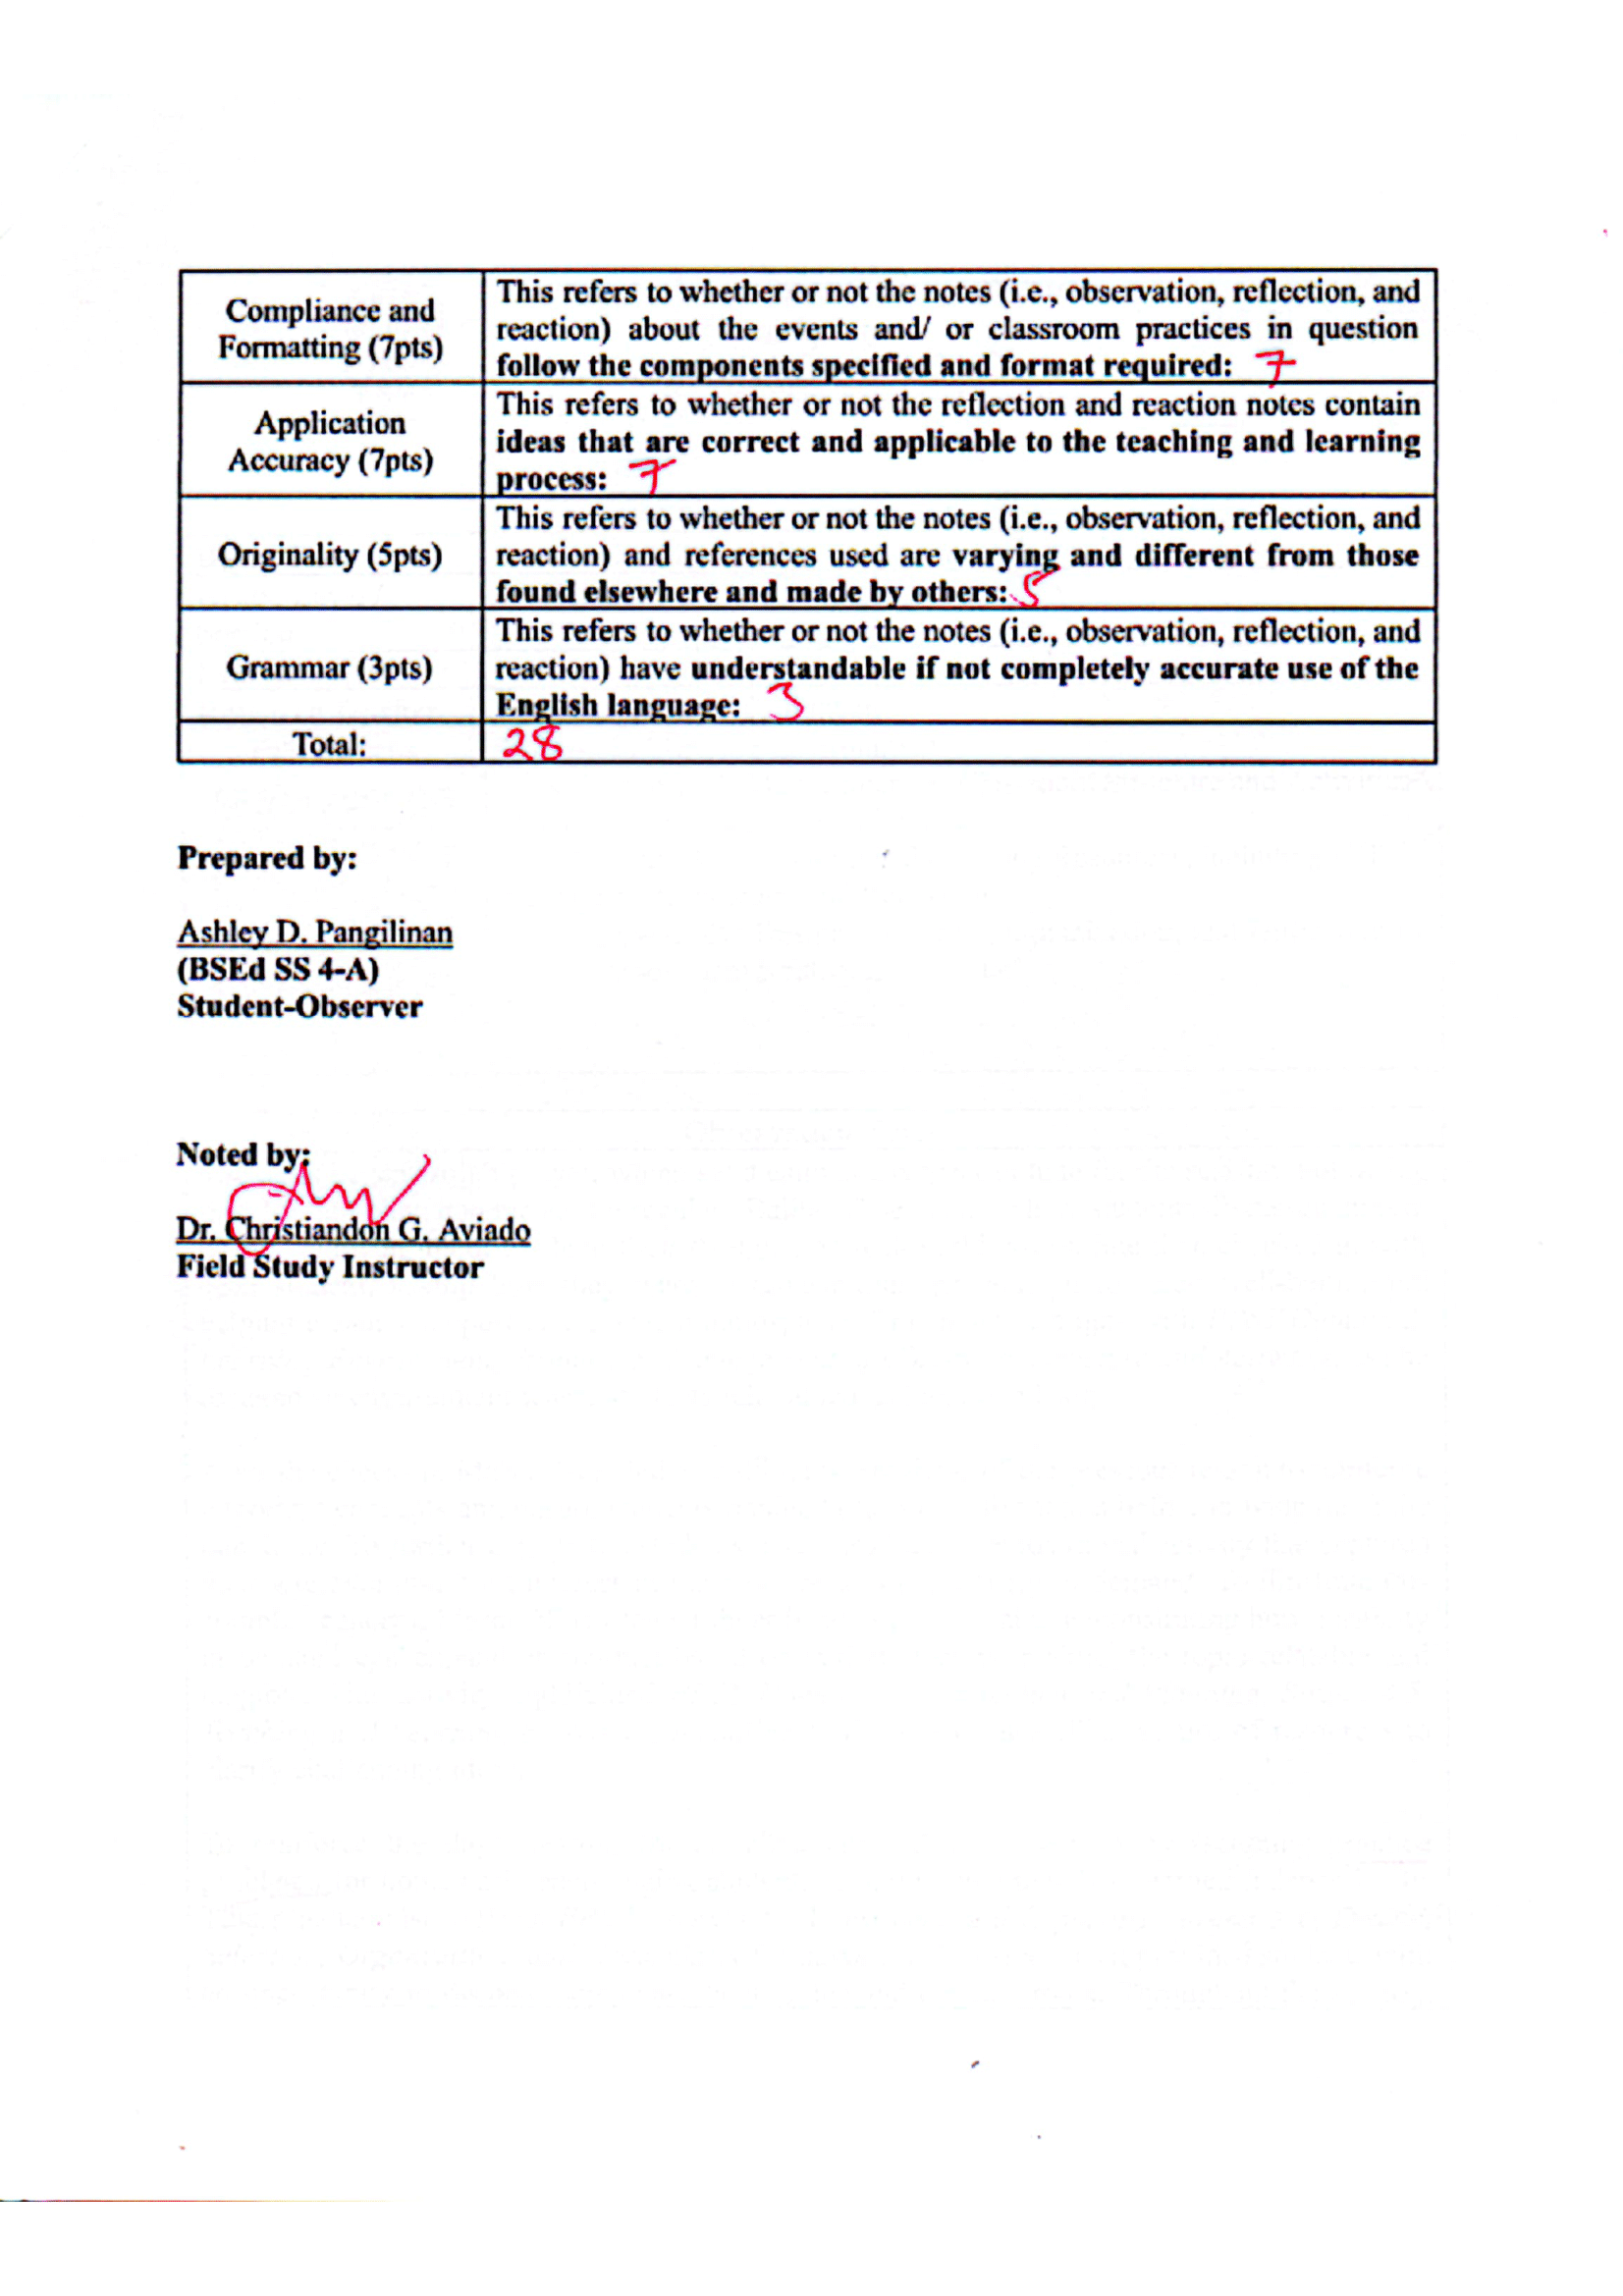 Compliance and
Formatting (7pts)
This refers to whether or not the notes (i.e., observation, reflection, and
reaction) about the events and/ or classroom practices in question
follow the components specified and format required: 7
Application
Accuracy (7pts)
This refers to whether or not the reflection and reaction notes contain
ideas that are correct and applicable to the teaching and learning
process: 7
Originality (5pts)
This refers to whether or not the notes (i.e., observation, reflection, and
reaction) and references used are varying and different from those
found elsewhere and made by others: 5
Grammar (3pts)
This refers to whether or not the notes (i.e., observation, reflection, and
reaction) have understandable if not completely accurate use of the
English language: 3
Total: 28
Prepared by:
Ashley D. Pangilinan
(BSEd SS 4-A)
Student-Observer
Noted by:
Dr. Christiandon G. Aviado
Field Study Instructor